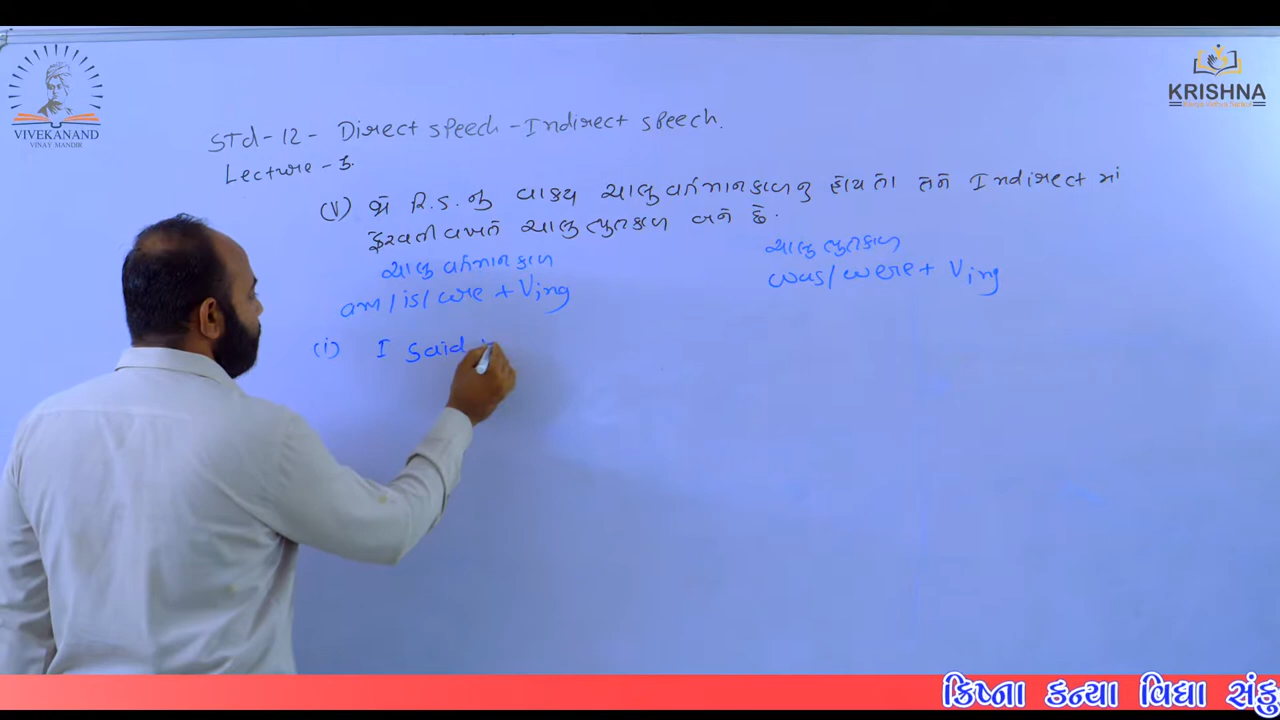 VIVEKANAND
VINAY MANDIR
KRISHNA
Std-12 - Direct speech - Indirect speech.
Lecture - 3.
(V) જો R.S. નું વાક્ય ચાલુ વર્તમાનકાળનું હોય તો તેને Indirect માં
ફેરવતી વખતે ચાલુ ભૂતકાળ બને છે.
ચાલુ વર્તમાનકાળ
ચાલુ ભૂતકાળ
am / is / are + Ving
was/were + Ving
(i) I said
ક્રિષ્ના કન્યા વિદ્યા સંકુ